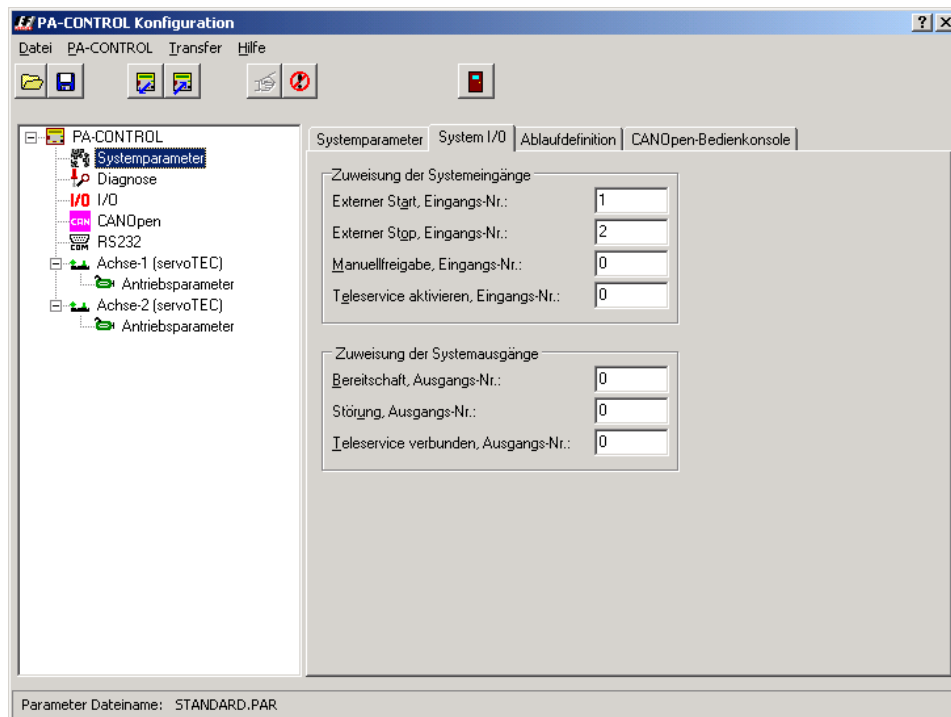 PA-CONTROL Konfiguration
Datei PA-CONTROL Transfer Hilfe
PA-CONTROL
Systemparameter
Diagnose
I/O I/O
CAN CANOpen
COM RS232
Achse-1 (servoTEC)
Antriebsparameter
Achse-2 (servoTEC)
Antriebsparameter
Systemparameter System I/O Ablaufdefinition CANOpen-Bedienkonsole
Zuweisung der Systemeingänge
Externer Start, Eingangs-Nr.: 1
Externer Stop, Eingangs-Nr.: 2
Manuellfreigabe, Eingangs-Nr.: 0
Teleservice aktivieren, Eingangs-Nr.: 0
Zuweisung der Systemausgänge
Bereitschaft, Ausgangs-Nr.: 0
Störung, Ausgangs-Nr.: 0
Teleservice verbunden, Ausgangs-Nr.: 0
Parameter Dateiname: STANDARD.PAR